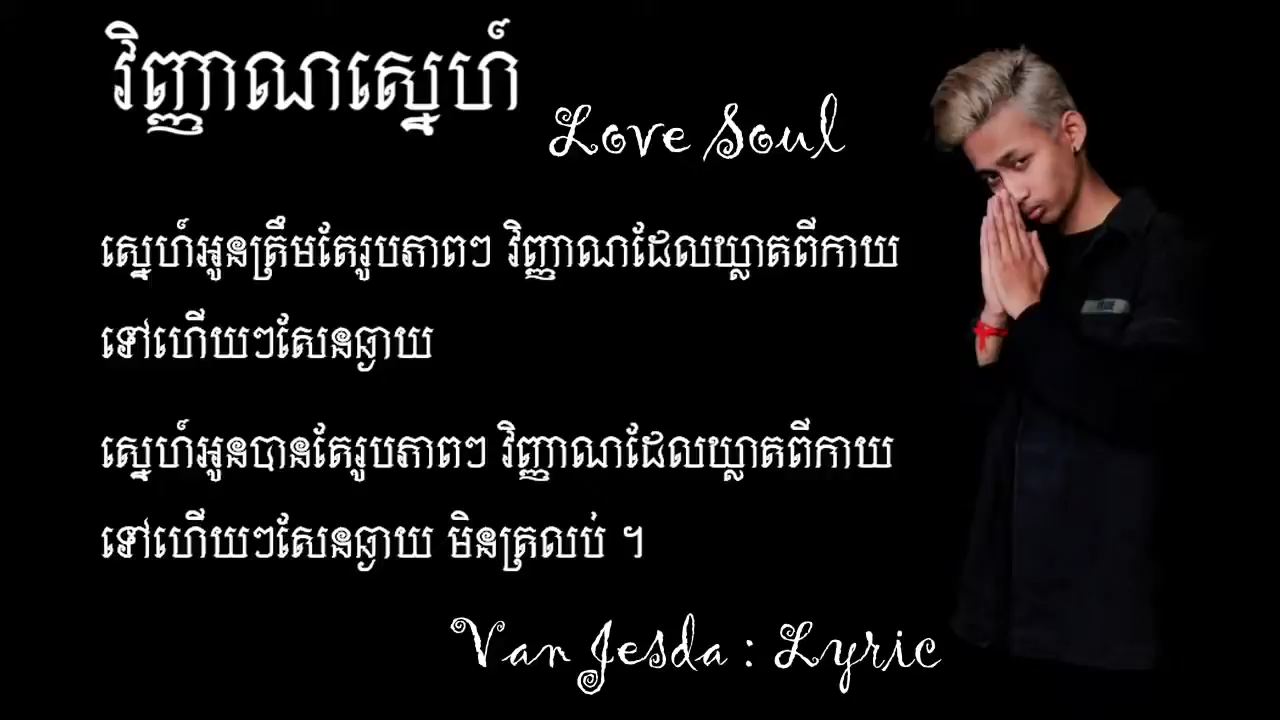 វិញ្ញាណស្នេហ៍
Love Soul
ស្នេហ៍អូនត្រឹមតែរូបភាពៗ វិញ្ញាណដែលឃ្លាតពីកាយ
ទៅហើយៗសែនឆ្ងាយ
ស្នេហ៍អូនបានតែរូបភាពៗ វិញ្ញាណដែលឃ្លាតពីកាយ
ទៅហើយៗសែនឆ្ងាយ មិនត្រលប់ ។
Van Jesda : Lyric